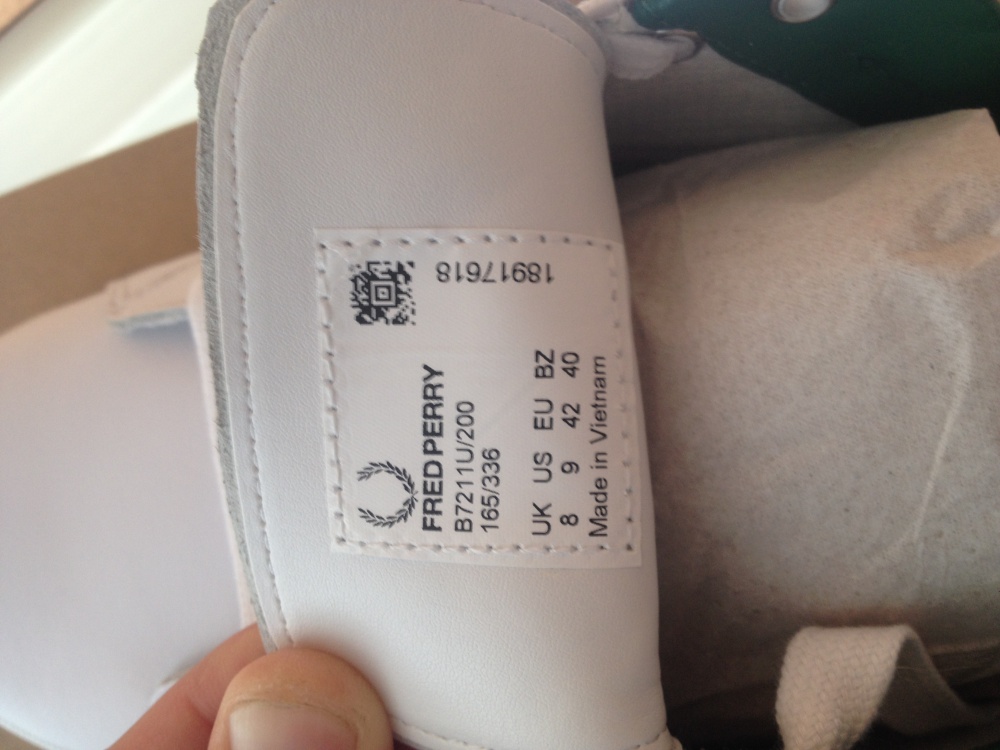 FRED PERRY
B7211U/200
165/336
UK US EU BZ
8 9 42 40
Made in Vietnam
18917618